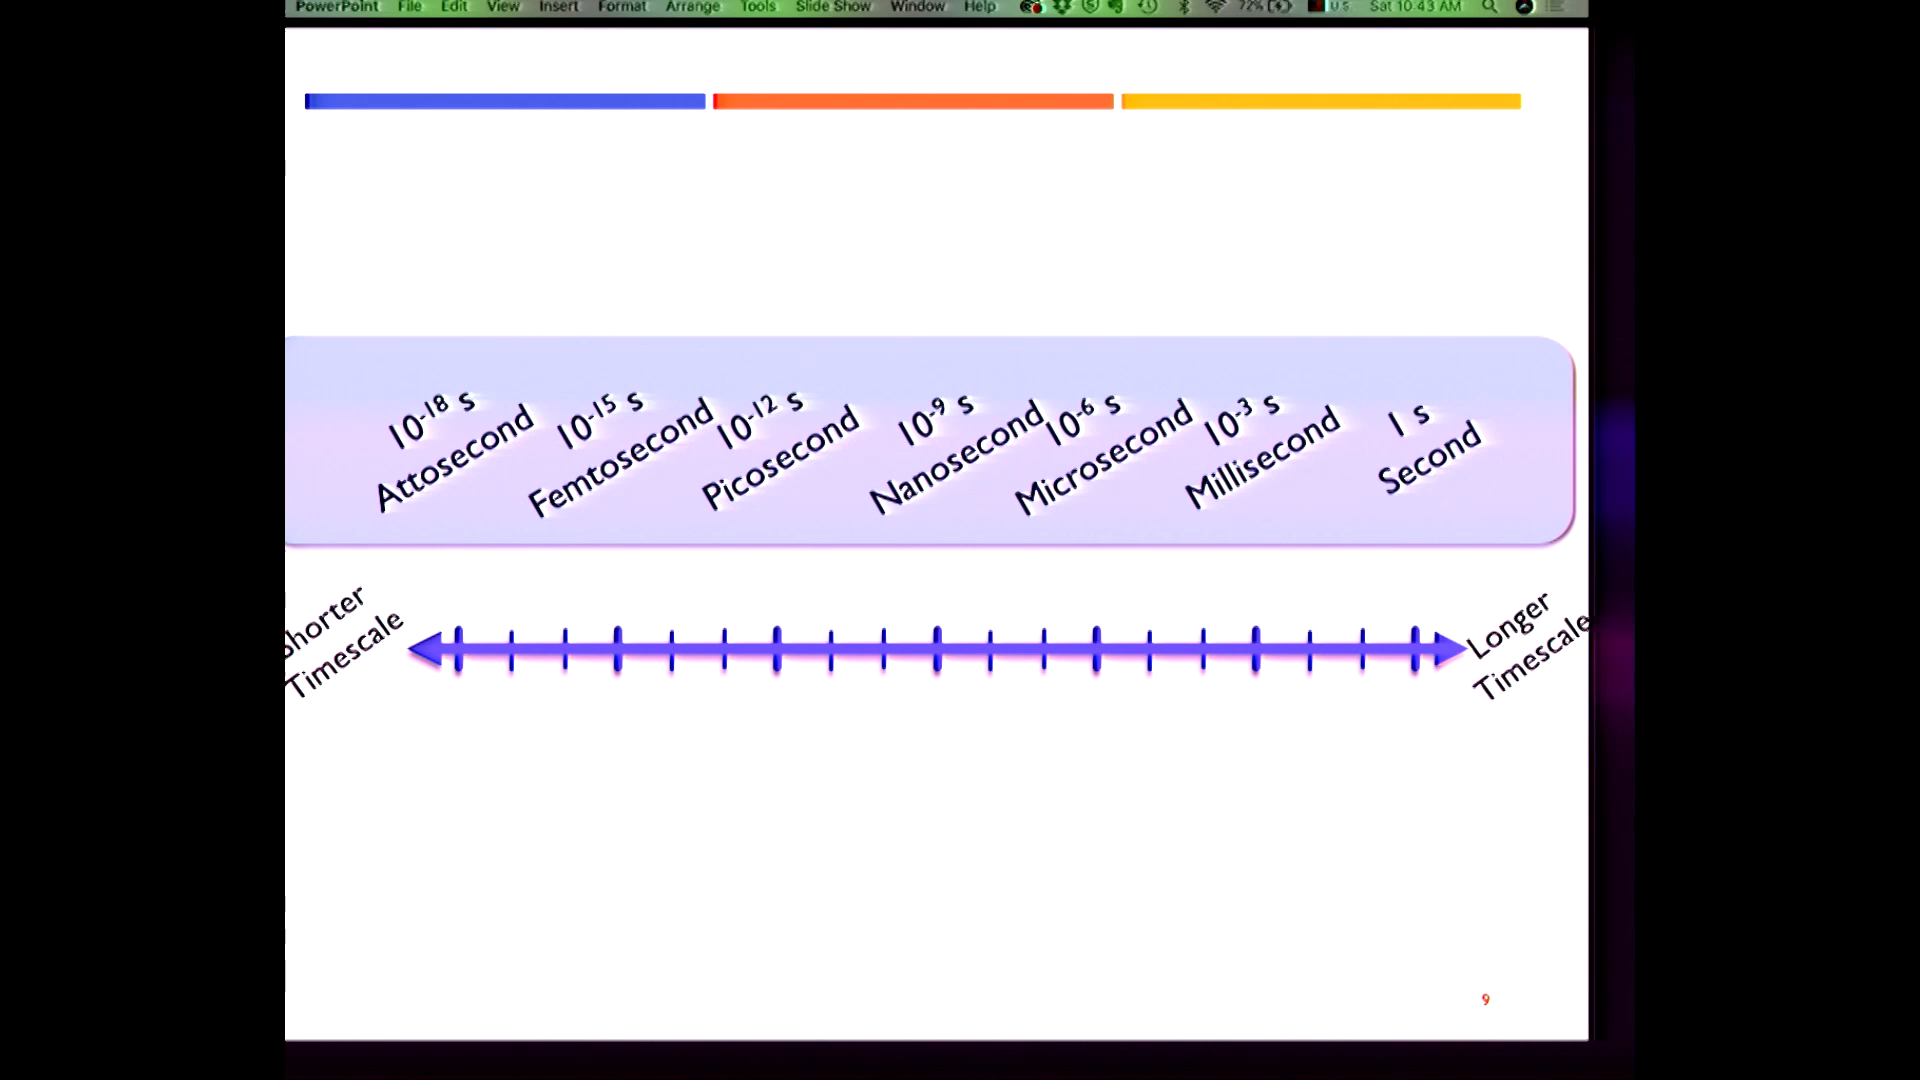 PowerPoint File Edit View Insert Format Arrange Tools Slide Show Window Help 72% U.S. Sat 10:43 AM
10-18 s
Attosecond
10-15 s
Femtosecond
10-12 s
Picosecond
10-9 s
Nanosecond
10-6 s
Microsecond
10-3 s
Millisecond
1 s
Second
Shorter
Timescale
Longer
Timescale
9